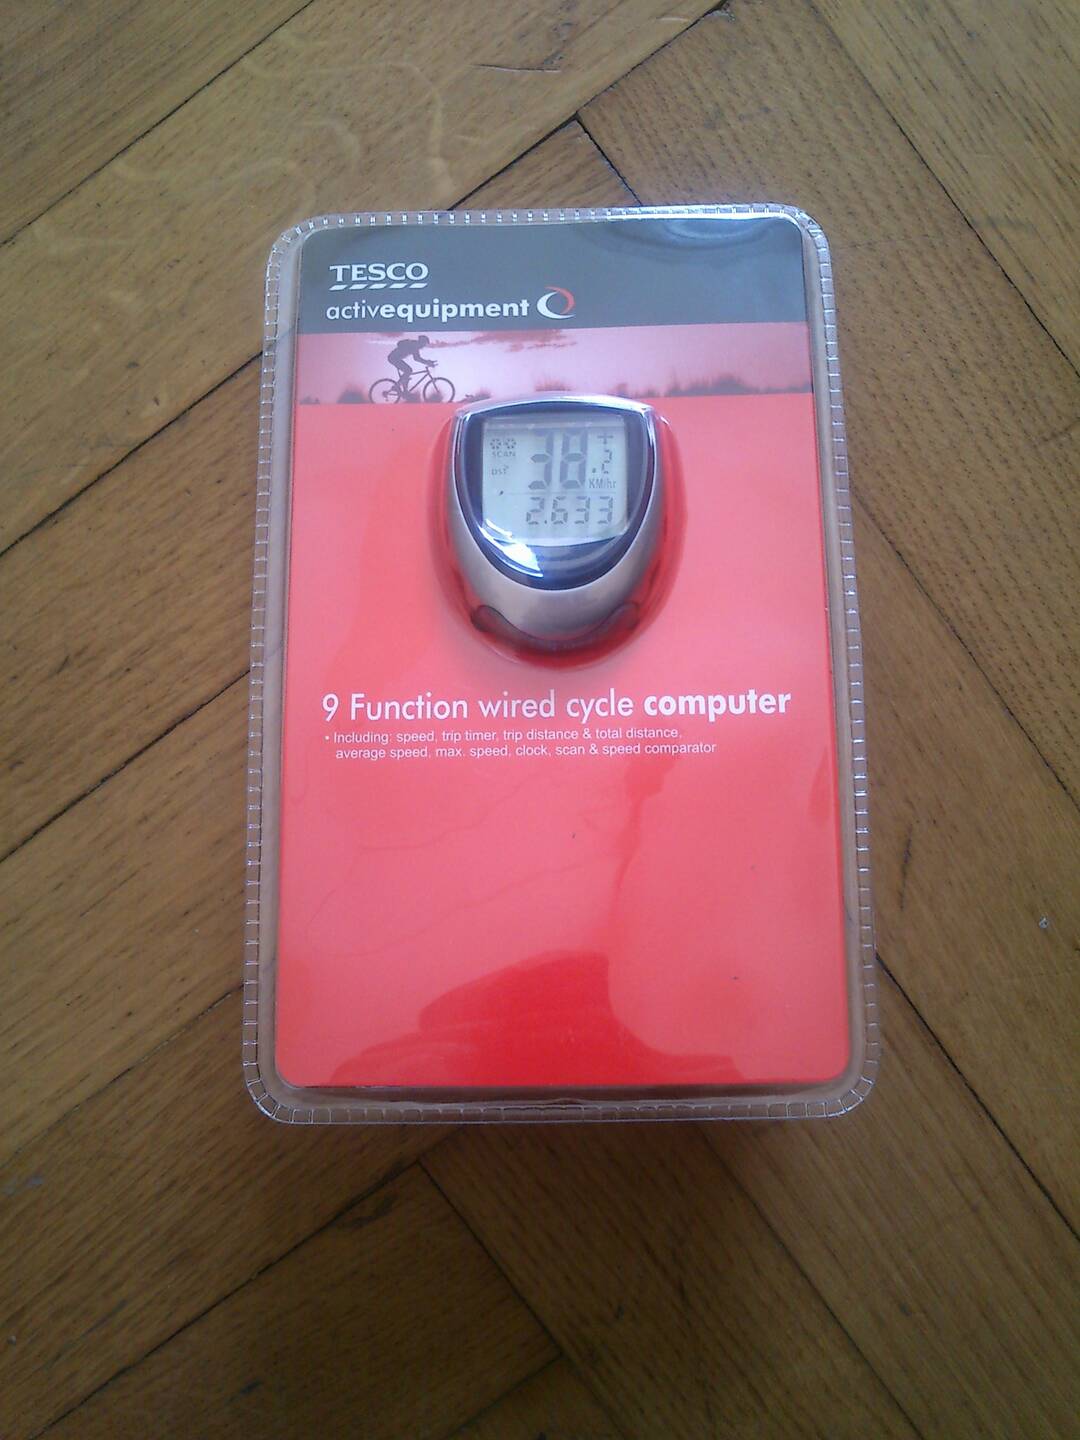 TESCO
activequipment
SCAN
38.2 +
DST
KM/hr
2.633
9 Function wired cycle computer
• Including: speed, trip timer, trip distance & total distance,
average speed, max. speed, clock, scan & speed comparator